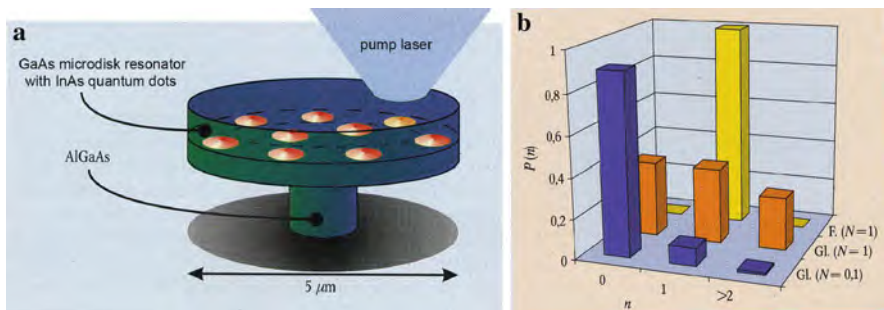 a
pump laser
GaAs microdisk resonator
with InAs quantum dots
AlGaAs
5 μm
b
1
0,8
0,6
0,4
0,2
0
P(n)
0
1
>2
n
F. (N=1)
Gl. (N=1)
Gl. (N=0,1)